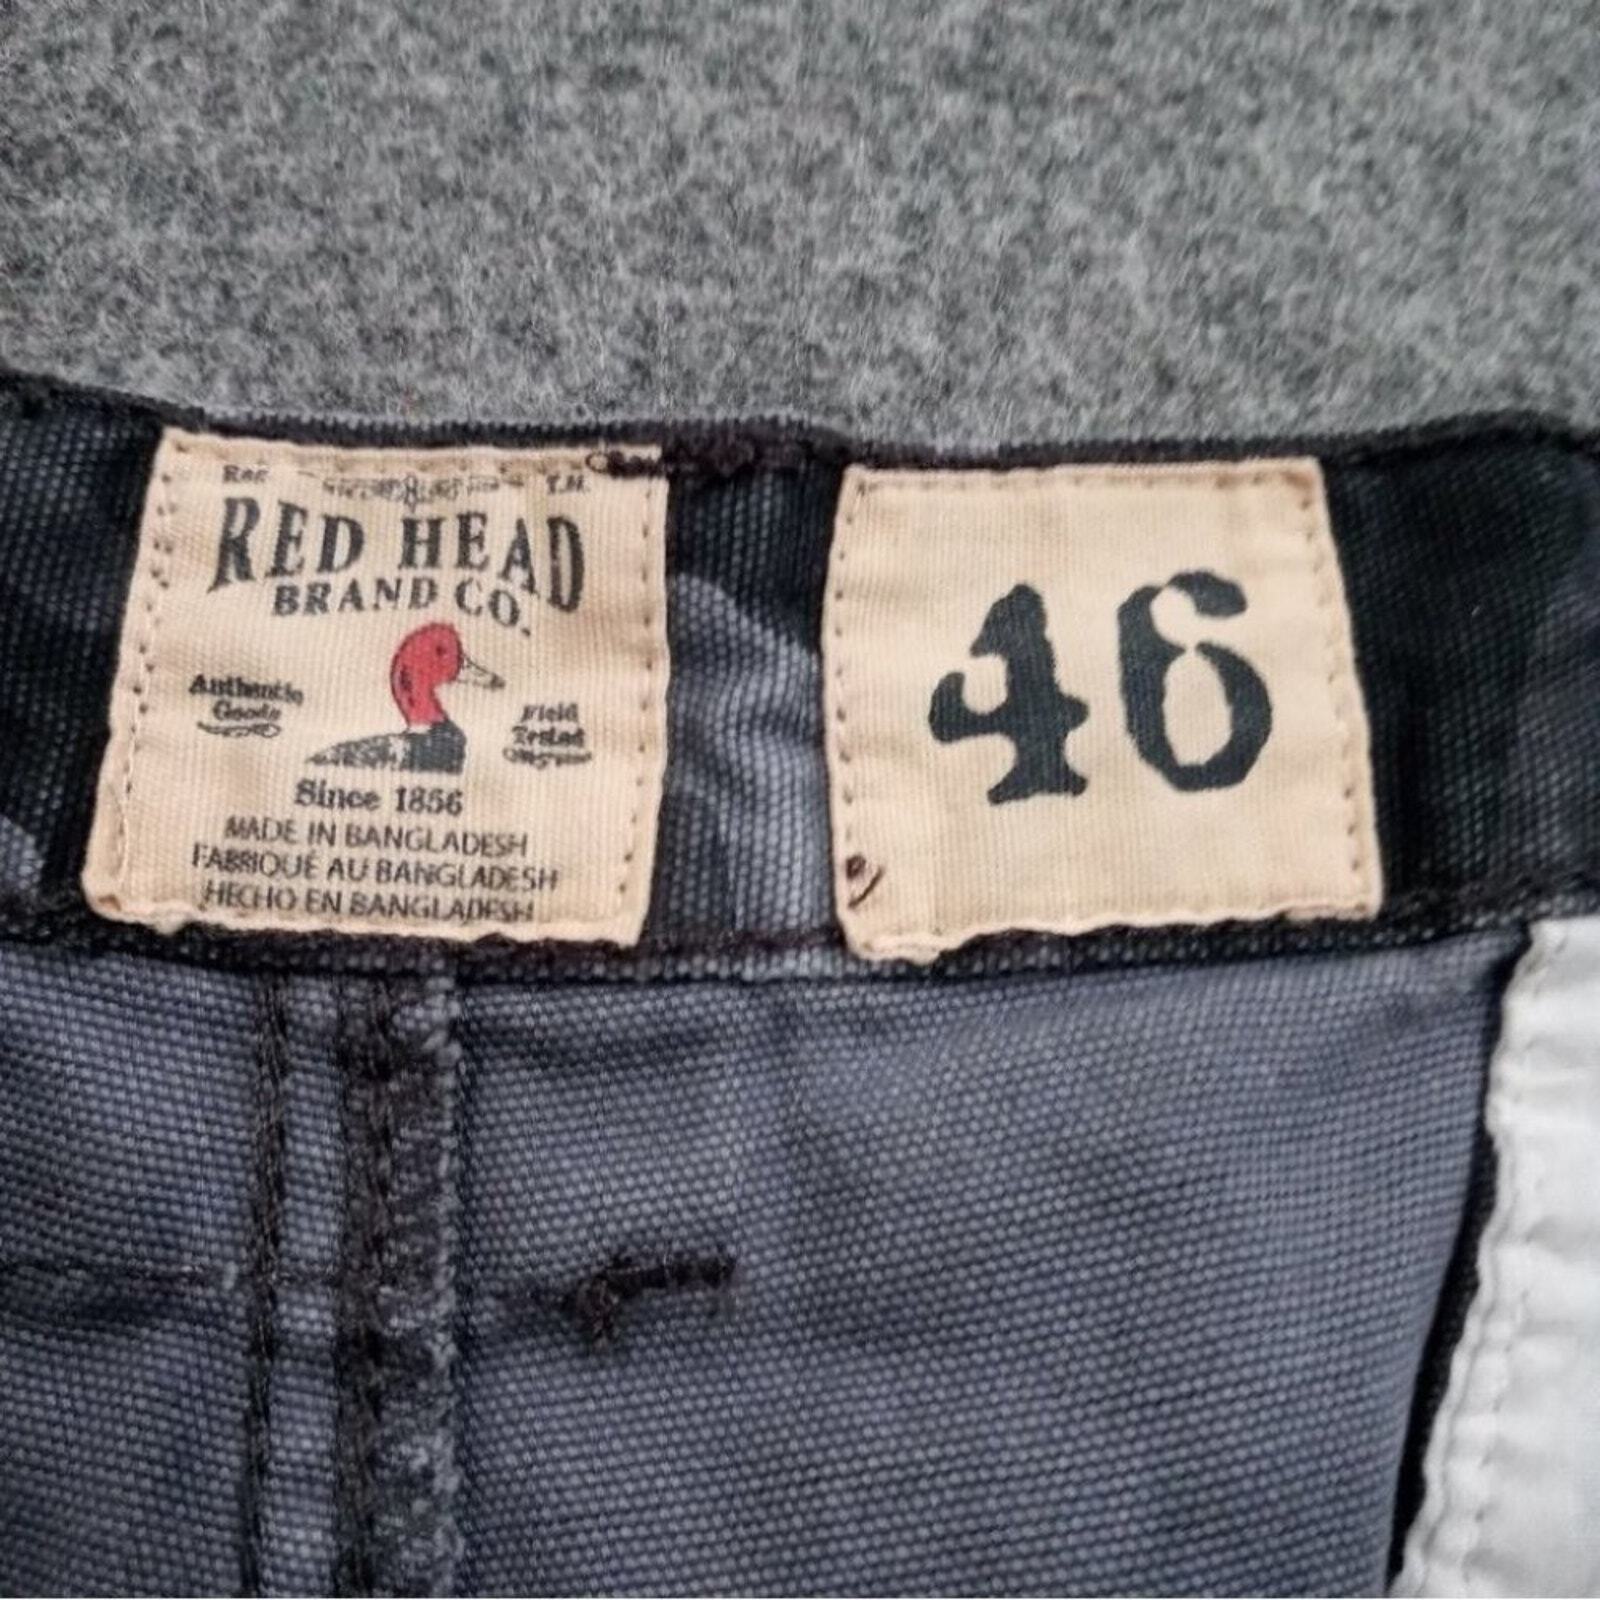 Reg. T.M.
RED HEAD
BRAND CO.
Authentic
Goods
Field
Tested
Since 1856
MADE IN BANGLADESH
FABRIQUÉ AU BANGLADESH
HECHO EN BANGLADESH
46